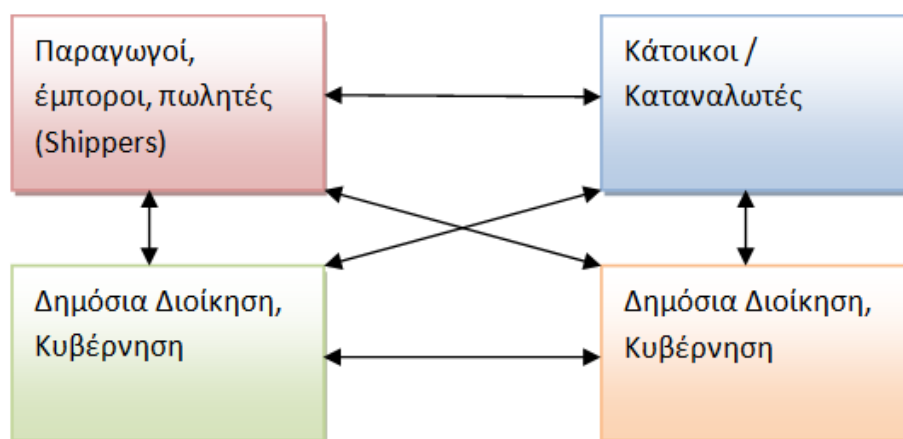 Παραγωγοί,
έμποροι, πωλητές
(Shippers)
Κάτοικοι /
Καταναλωτές
Δημόσια Διοίκηση,
Κυβέρνηση
Δημόσια Διοίκηση,
Κυβέρνηση